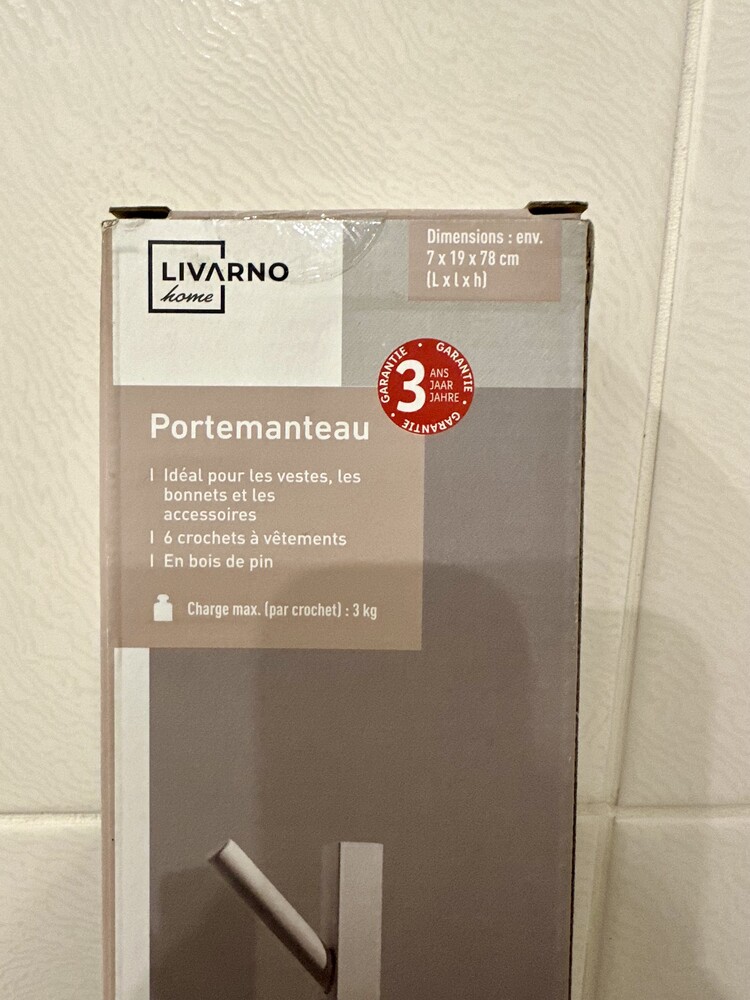 LIVARNO
home
Dimensions : env.
7 x 19 x 78 cm
(L x l x h)
GARANTIE • GARANTIE • GARANTIE •
3
ANS
JAAR
JAHRE
Portemanteau
I Idéal pour les vestes, les
bonnets et les
accessoires
I 6 crochets à vêtements
I En bois de pin
Charge max. (par crochet) : 3 kg